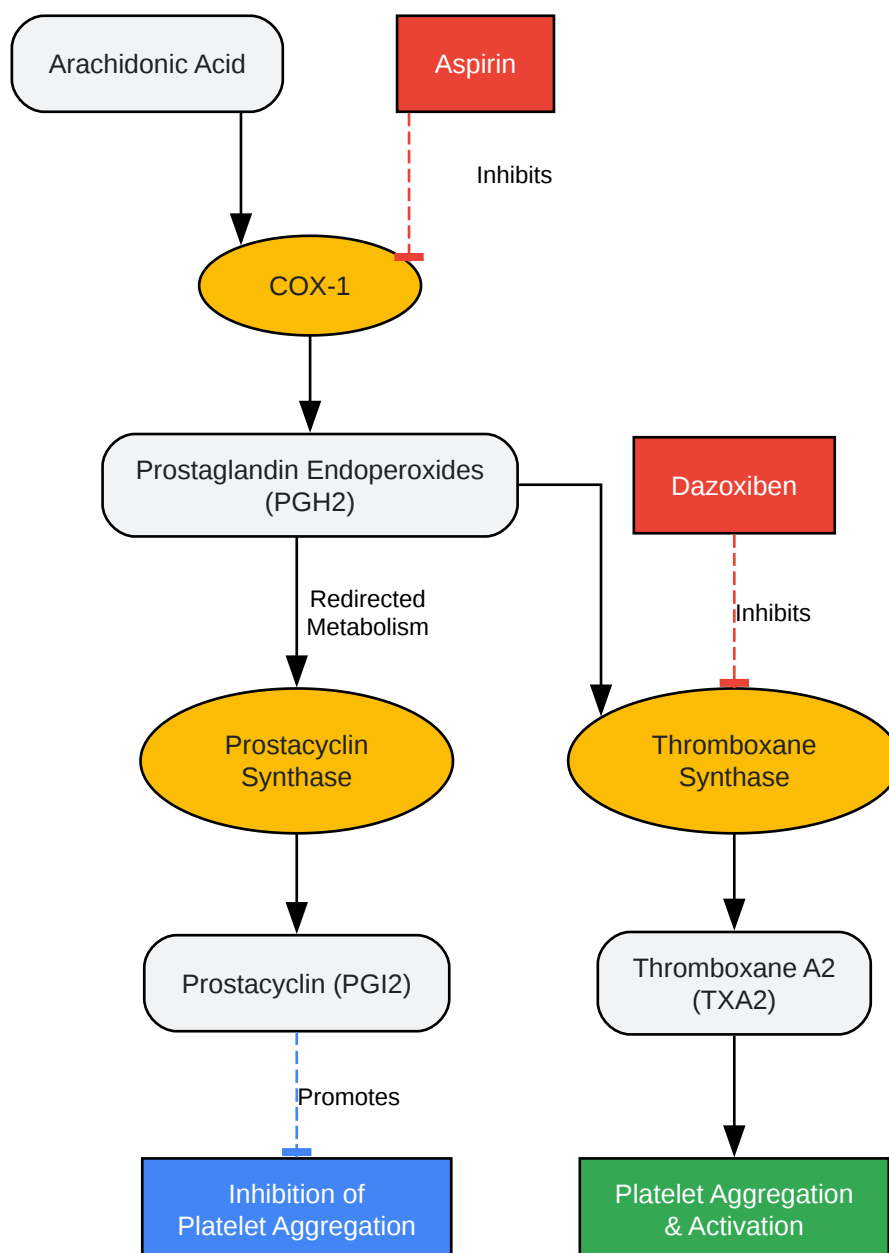 Arachidonic Acid
Aspirin
Inhibits
COX-1
Prostaglandin Endoperoxides
(PGH2)
Dazoxiben
Redirected
Metabolism
Inhibits
Prostacyclin
Synthase
Thromboxane
Synthase
Prostacyclin (PGI2)
Thromboxane A2
(TXA2)
Promotes
Inhibition of
Platelet Aggregation
Platelet Aggregation
& Activation